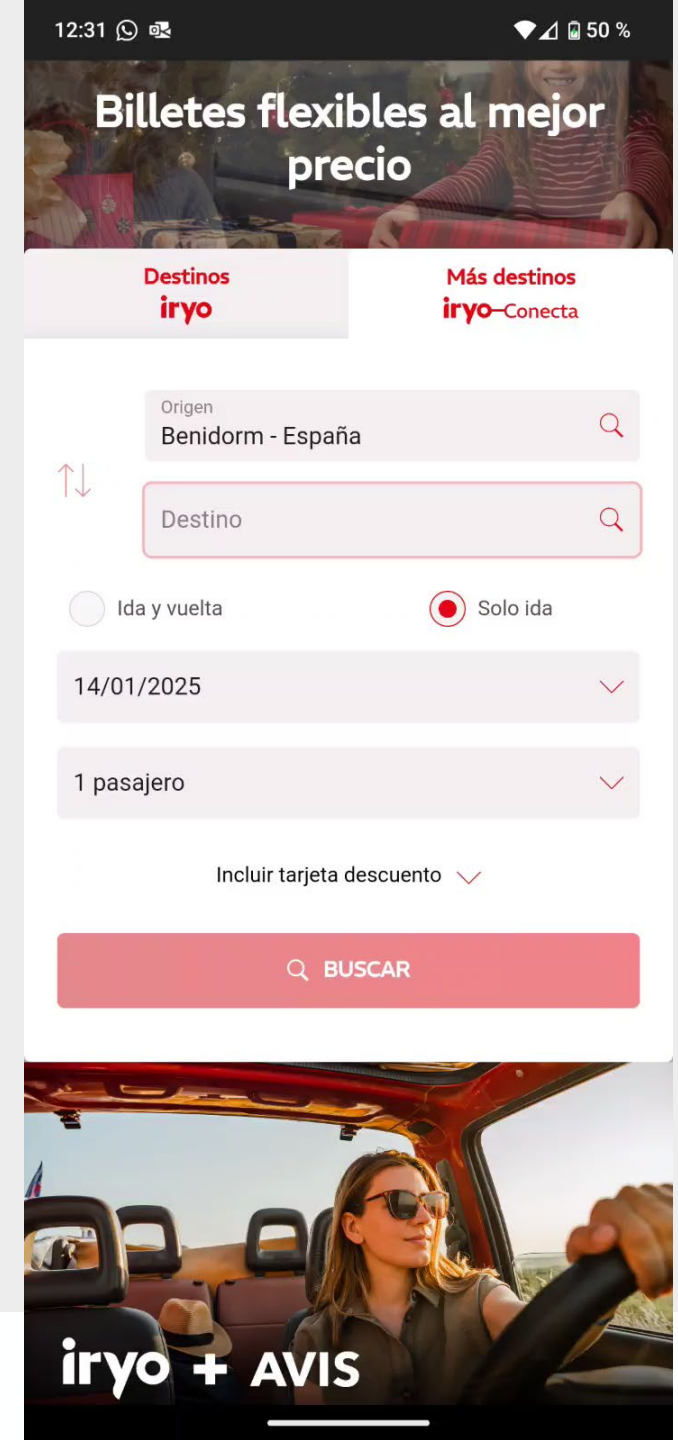 12:31
50 %
Billetes flexibles al mejor
precio
Destinos
iryo
Más destinos
iryo-Conecta
Origen
Benidorm - España
Destino
Ida y vuelta
Solo ida
14/01/2025
1 pasajero
Incluir tarjeta descuento
BUSCAR
iryo + AVIS